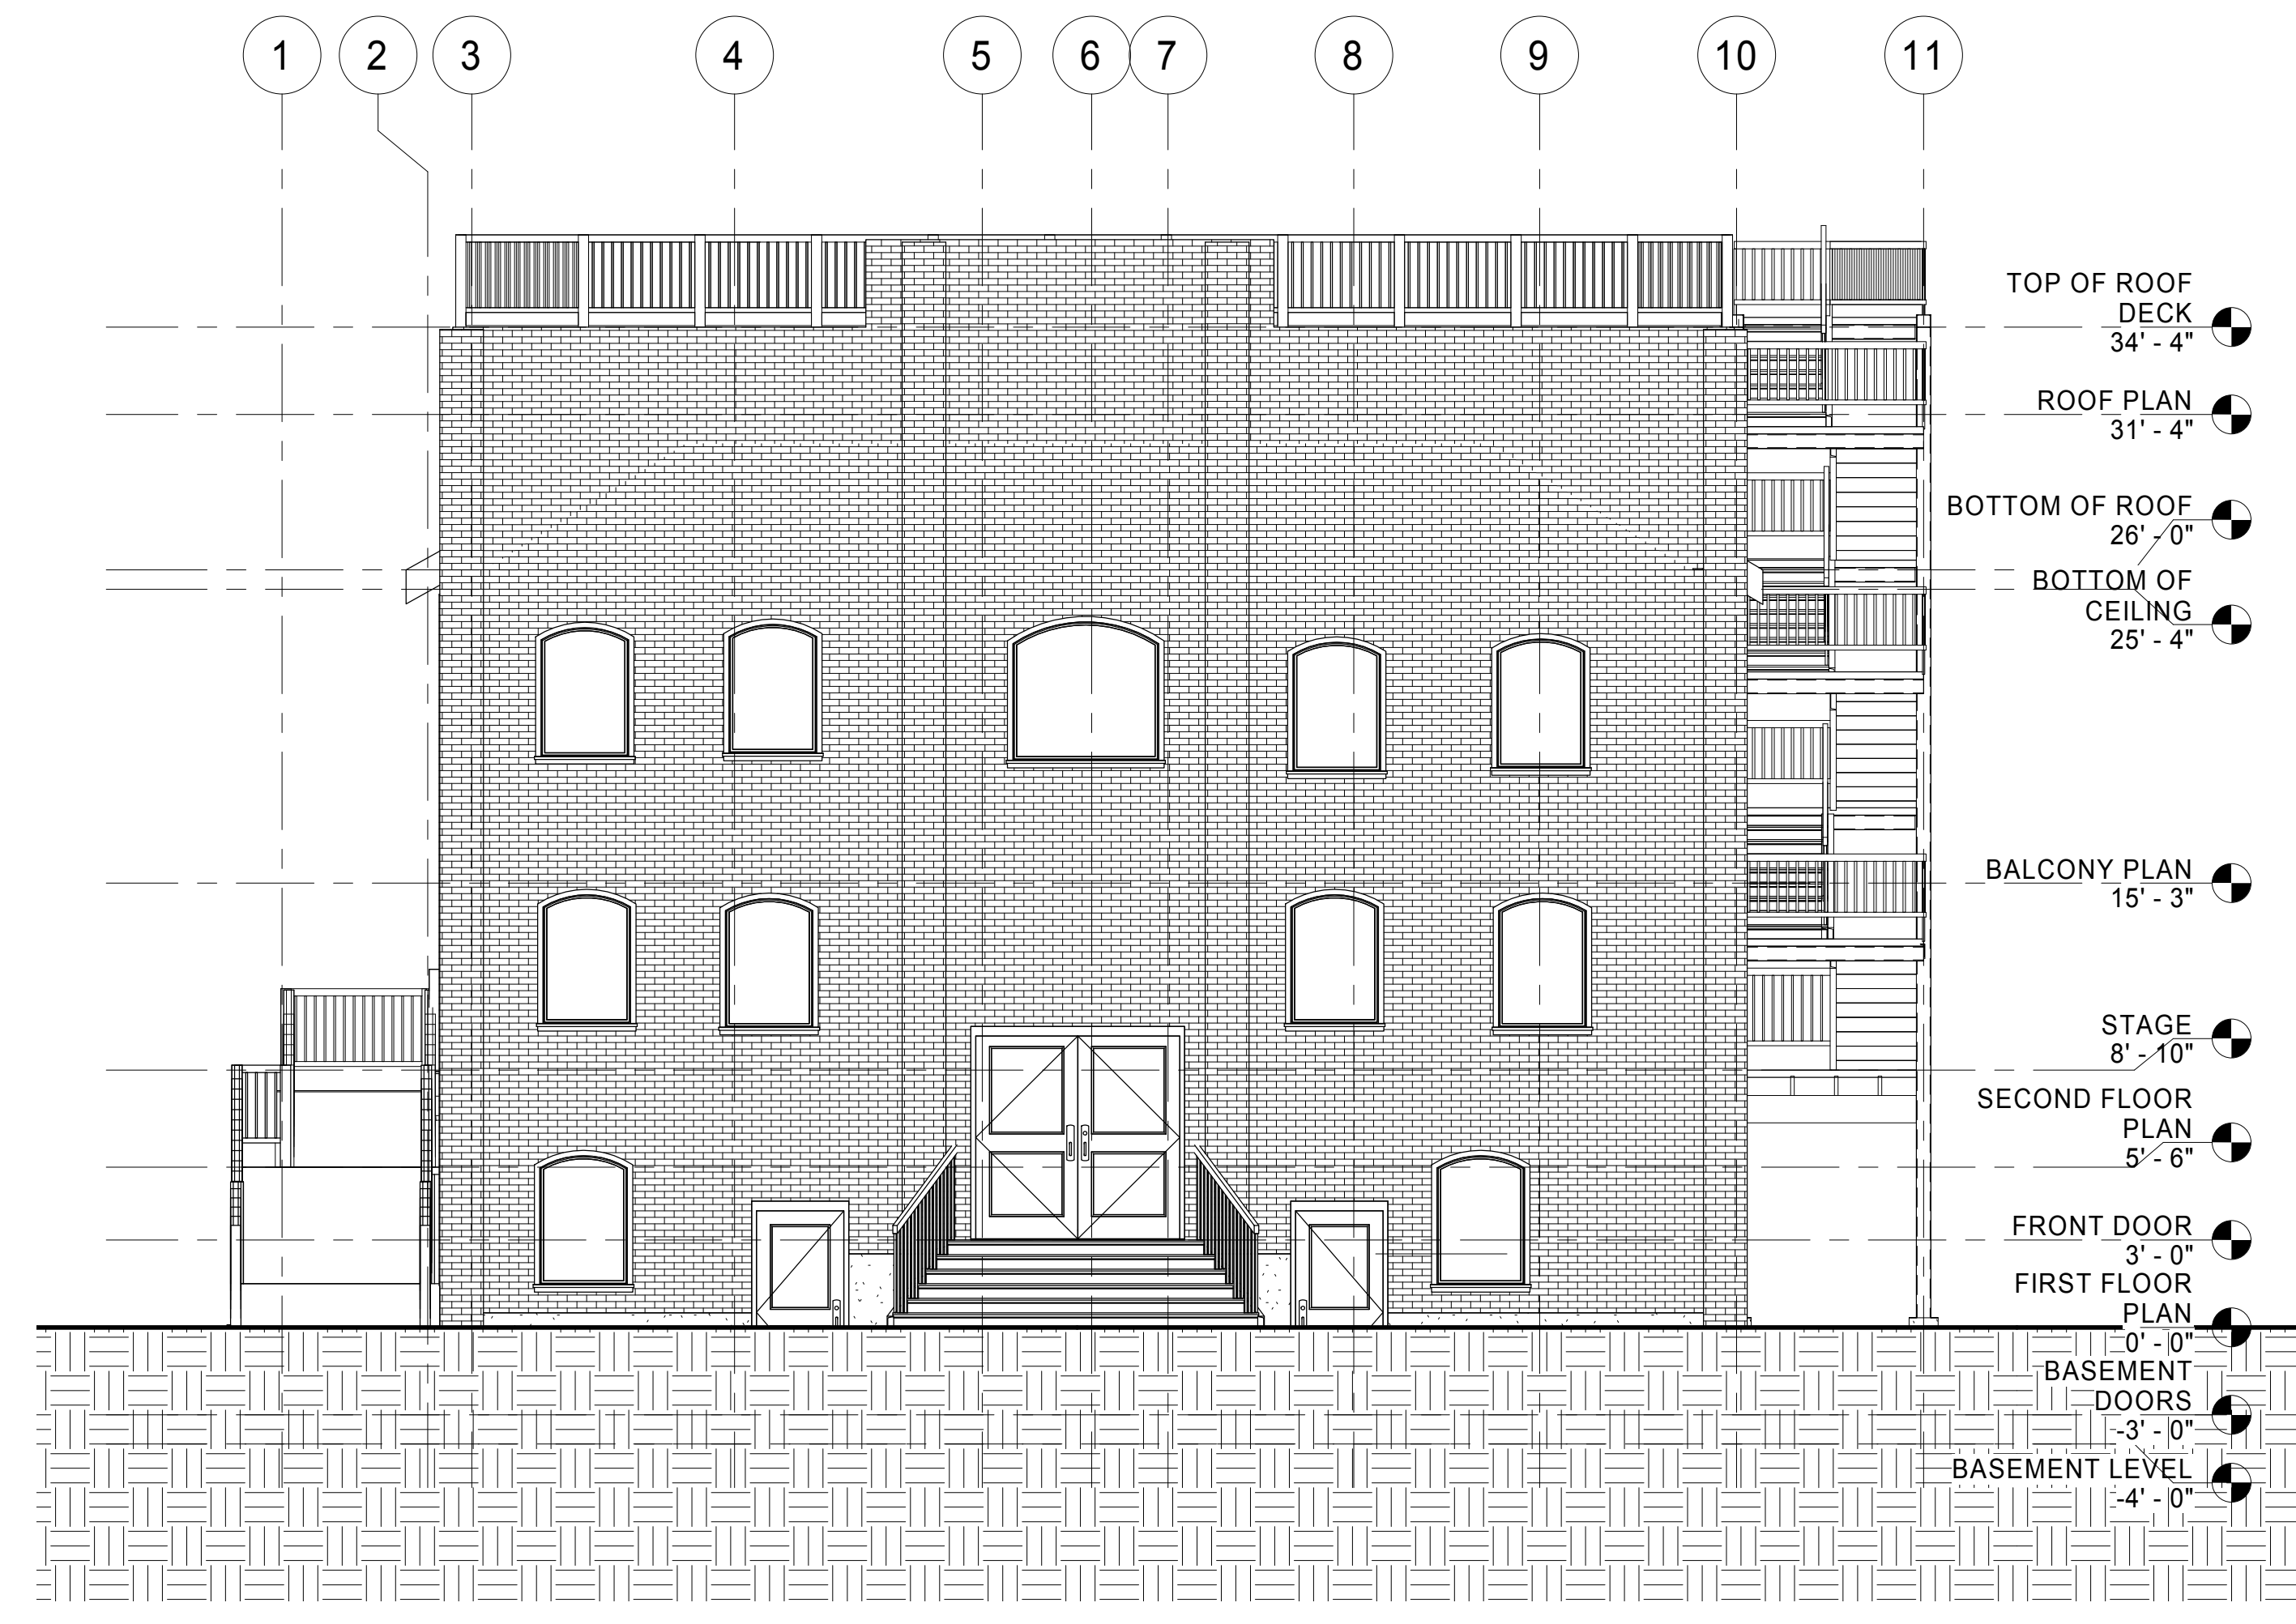 1 2 3 4 5 6 7 8 9 10 11
TOP OF ROOF
DECK
34' - 4"
ROOF PLAN
31' - 4"
BOTTOM OF ROOF
26' - 0"
BOTTOM OF
CEILING
25' - 4"
BALCONY PLAN
15' - 3"
STAGE
8' - 10"
SECOND FLOOR
PLAN
5' - 6"
FRONT DOOR
3' - 0"
FIRST FLOOR
PLAN
0' - 0"
BASEMENT
DOORS
-3' - 0"
BASEMENT LEVEL
-4' - 0"